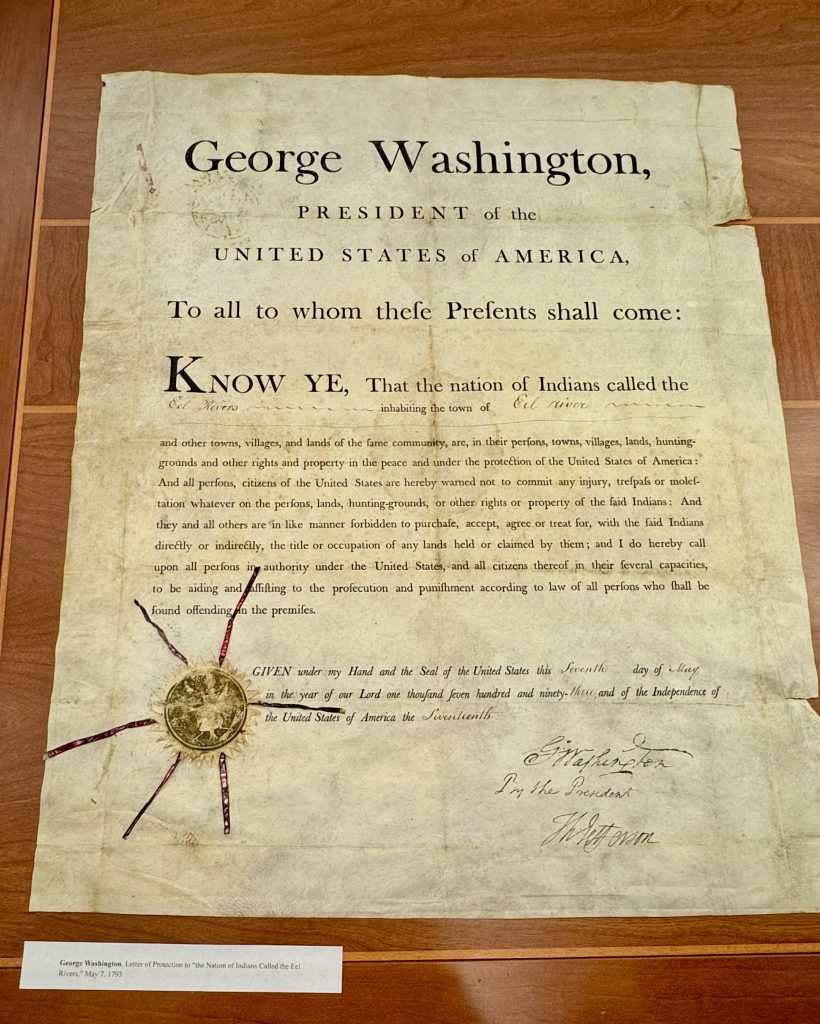 George Washington,
PRESIDENT of the
UNITED STATES of AMERICA,
To all to whom theſe Preſents shall come:
KNOW YE, That the nation of Indians called the
Eel Rivers inhabiting the town of Eel River
and other towns, villages, and lands of the ſame community, are, in their perſons, towns, villages, lands, hunting-
grounds and other rights and property in the peace and under the protection of the United States of America:
And all perſons, citizens of the United States are hereby warned not to commit any injury, treſpaſs or moleſ-
tation whatever on the perſons, lands, hunting-grounds, or other rights or property of the ſaid Indians: And
they and all others are in like manner forbidden to purchaſe, accept, agree or treat for, with the ſaid Indians
directly or indirectly, the title or occupation of any lands held or claimed by them; and I do hereby call
upon all perſons in authority under the United States, and all citizens thereof in their ſeveral capacities,
to be aiding and aſſiſting to the proſecution and puniſhment according to law of all perſons who ſhall be
found offending in the premiſes.
GIVEN under my Hand and the Seal of the United States this Seventh day of May,
in the year of our Lord one thouſand ſeven hundred and ninety-three, and of the Independence of
the United States of America the Seventeenth.
G:Washington
By the President
Th: Jefferson
George Washington. Letter of Protection to “the Nation of Indians Called the Eel
Rivers,” May 7, 1793